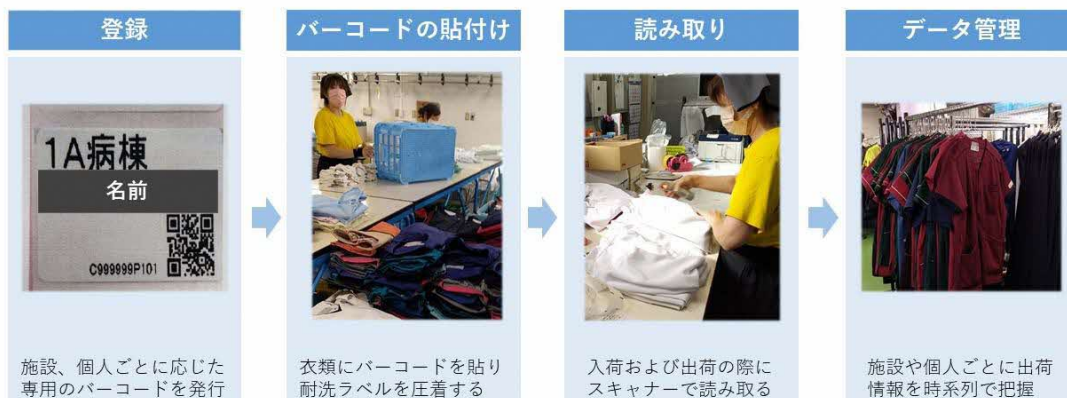 登録
1A病棟
名前
C999999P101
施設、個人ごとに応じた
専用のバーコードを発行
バーコードの貼付け
衣類にバーコードを貼り
耐洗ラベルを圧着する
読み取り
入荷および出荷の際に
スキャナーで読み取る
データ管理
施設や個人ごとに出荷
情報を時系列で把握